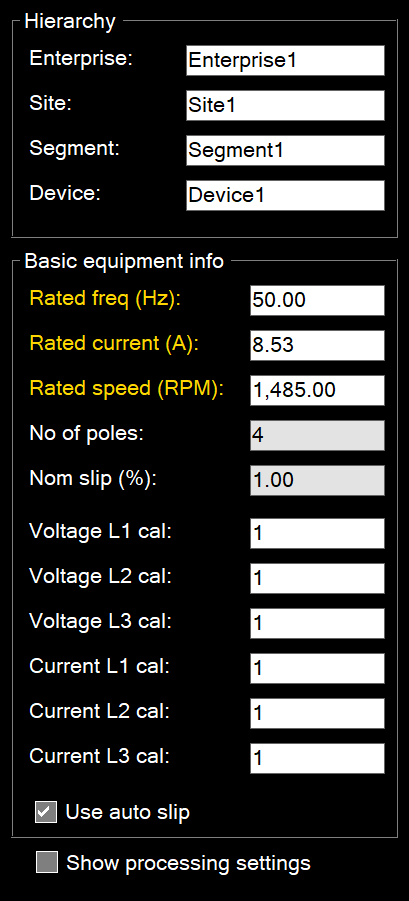 Hierarchy
Enterprise: Enterprise1
Site: Site1
Segment: Segment1
Device: Device1
Basic equipment info
Rated freq (Hz): 50.00
Rated current (A): 8.53
Rated speed (RPM): 1,485.00
No of poles: 4
Nom slip (%): 1.00
Voltage L1 cal: 1
Voltage L2 cal: 1
Voltage L3 cal: 1
Current L1 cal: 1
Current L2 cal: 1
Current L3 cal: 1
Use auto slip
Show processing settings